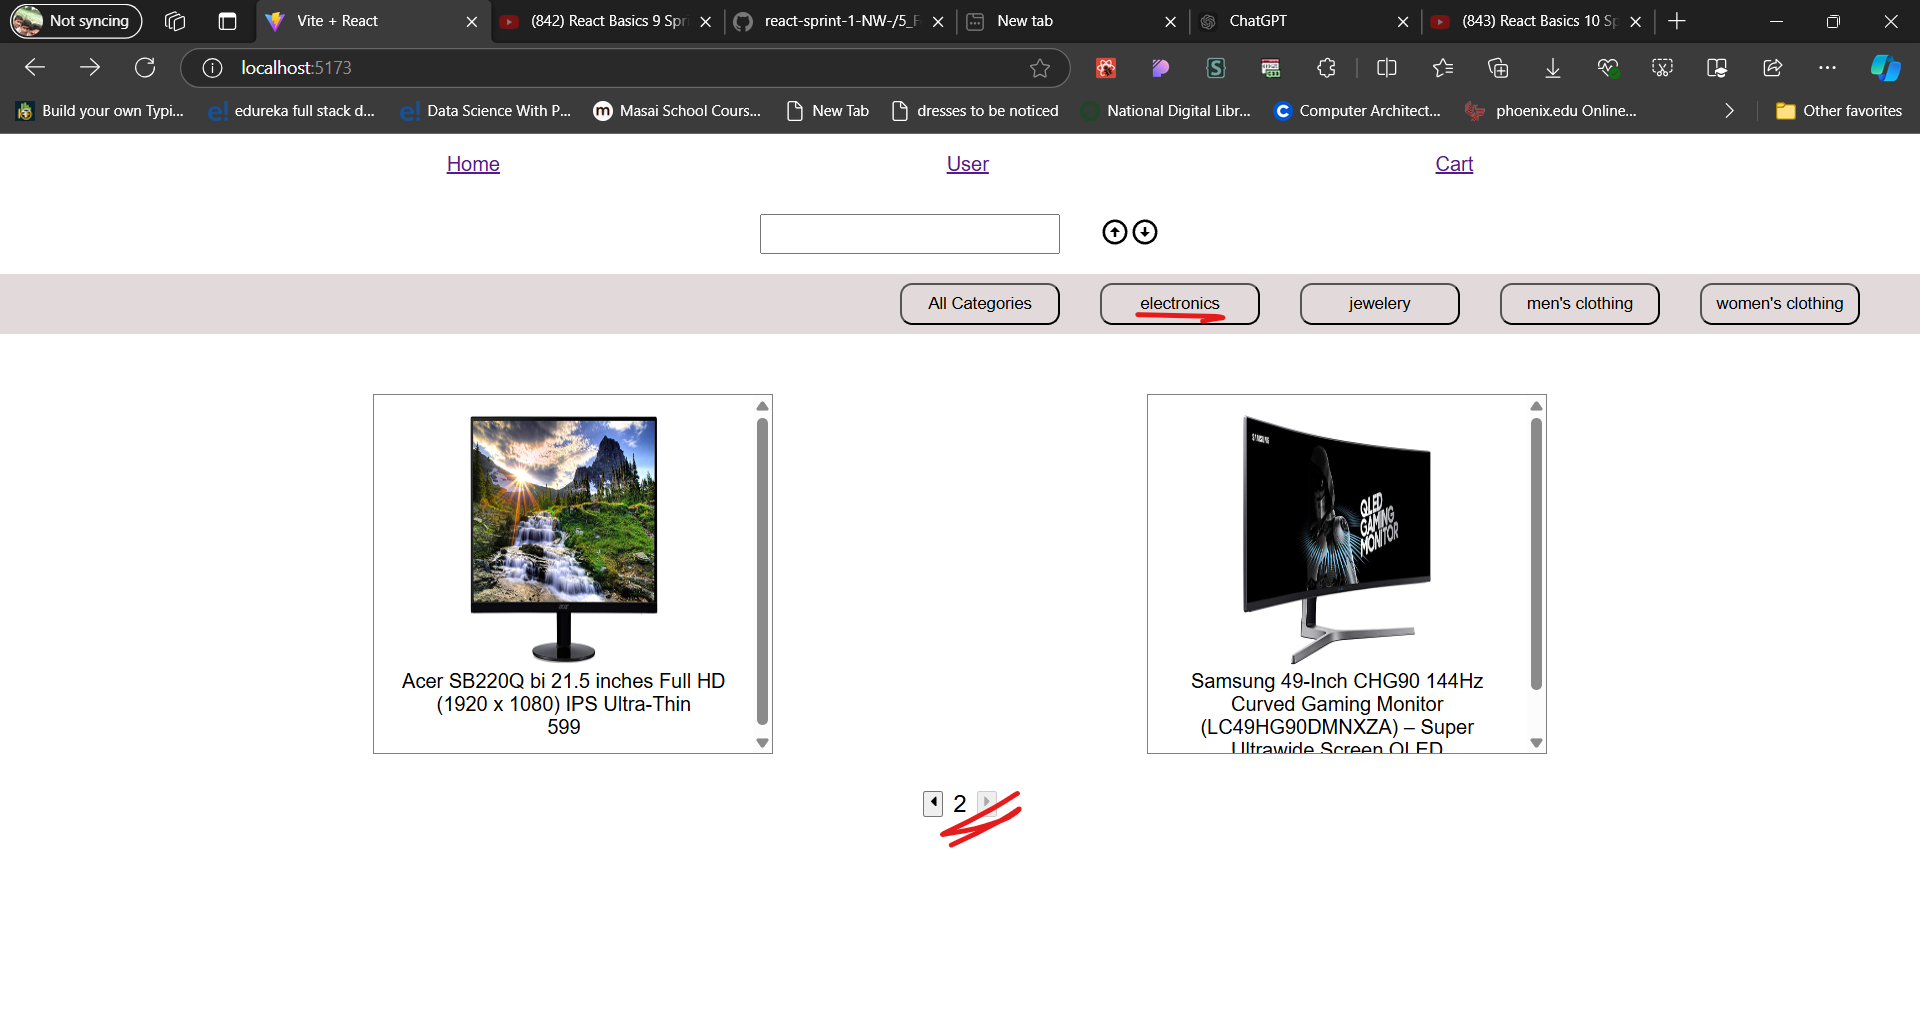 Not syncing
Vite + React
(842) React Basics 9 Spri
react-sprint-1-NW-/5_F
New tab
ChatGPT
(843) React Basics 10 Sp
localhost:5173
Build your own Typi...
edureka full stack d...
Data Science With P...
Masai School Cours...
New Tab
dresses to be noticed
National Digital Libr...
Computer Architect...
phoenix.edu Online...
Other favorites
Home
User
Cart
All Categories
electronics
jewelery
men's clothing
women's clothing
SAMSUNG
QLED
GAMING
MONITOR
acer
Acer SB220Q bi 21.5 inches Full HD
(1920 x 1080) IPS Ultra-Thin
599
Samsung 49-Inch CHG90 144Hz
Curved Gaming Monitor
(LC49HG90DMNXZA) – Super
Ultrawide Screen QLED
2